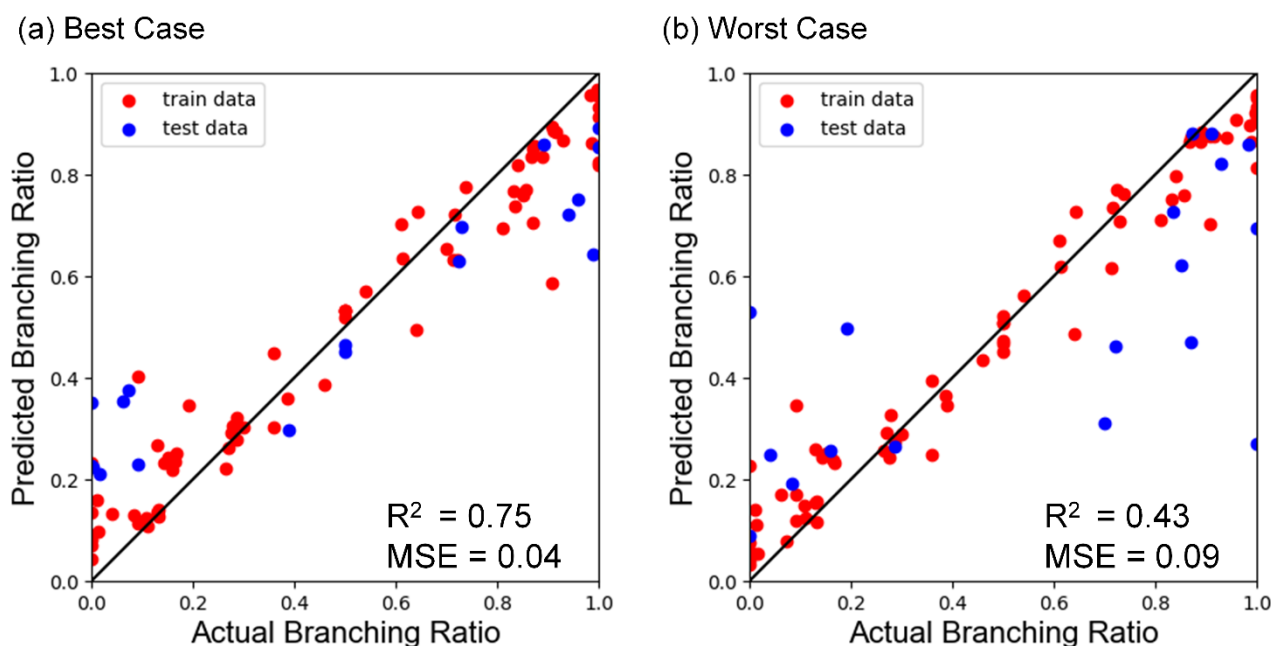 (a) Best Case
1.0
0.8
0.6
0.4
0.2
0.0
0.0 0.2 0.4 0.6 0.8 1.0
Predicted Branching Ratio
Actual Branching Ratio
train data
test data
R² = 0.75
MSE = 0.04
(b) Worst Case
1.0
0.8
0.6
0.4
0.2
0.0
0.0 0.2 0.4 0.6 0.8 1.0
Predicted Branching Ratio
Actual Branching Ratio
train data
test data
R² = 0.43
MSE = 0.09